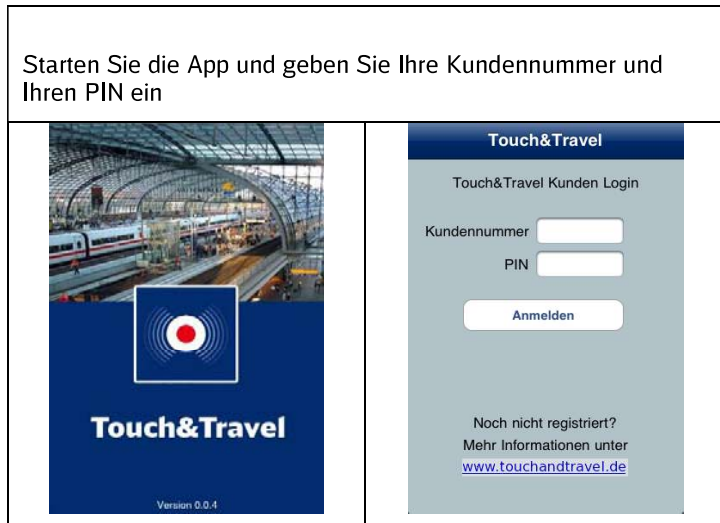 Starten Sie die App und geben Sie Ihre Kundennummer und
Ihren PIN ein
Touch&Travel
Version 0.0.4
Touch&Travel
Touch&Travel Kunden Login
Kundennummer
PIN
Anmelden
Noch nicht registriert?
Mehr Informationen unter
www.touchandtravel.de